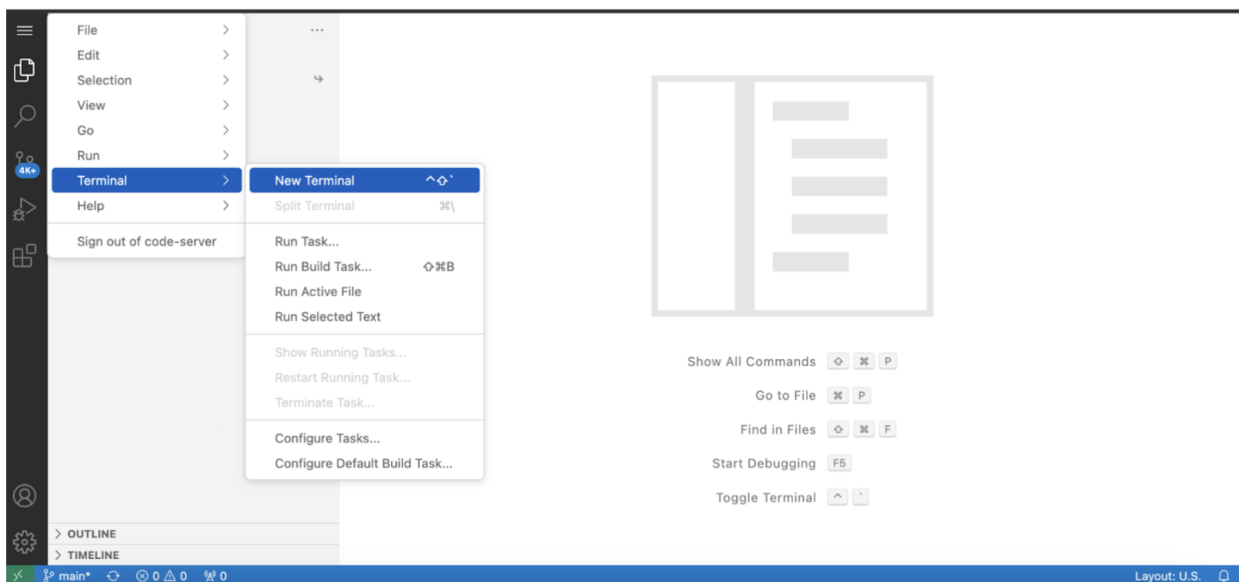 File
Edit
Selection
View
Go
Run
Terminal
Help
Sign out of code-server
New Terminal ^⇧`
Split Terminal ⌘\
Run Task...
Run Build Task... ⇧⌘B
Run Active File
Run Selected Text
Show Running Tasks...
Restart Running Task...
Terminate Task...
Configure Tasks...
Configure Default Build Task...
4K+
OUTLINE
TIMELINE
Show All Commands ⇧ ⌘ P
Go to File ⌘ P
Find in Files ⇧ ⌘ F
Start Debugging F5
Toggle Terminal ^ `
main* 0 0 0
Layout: U.S.